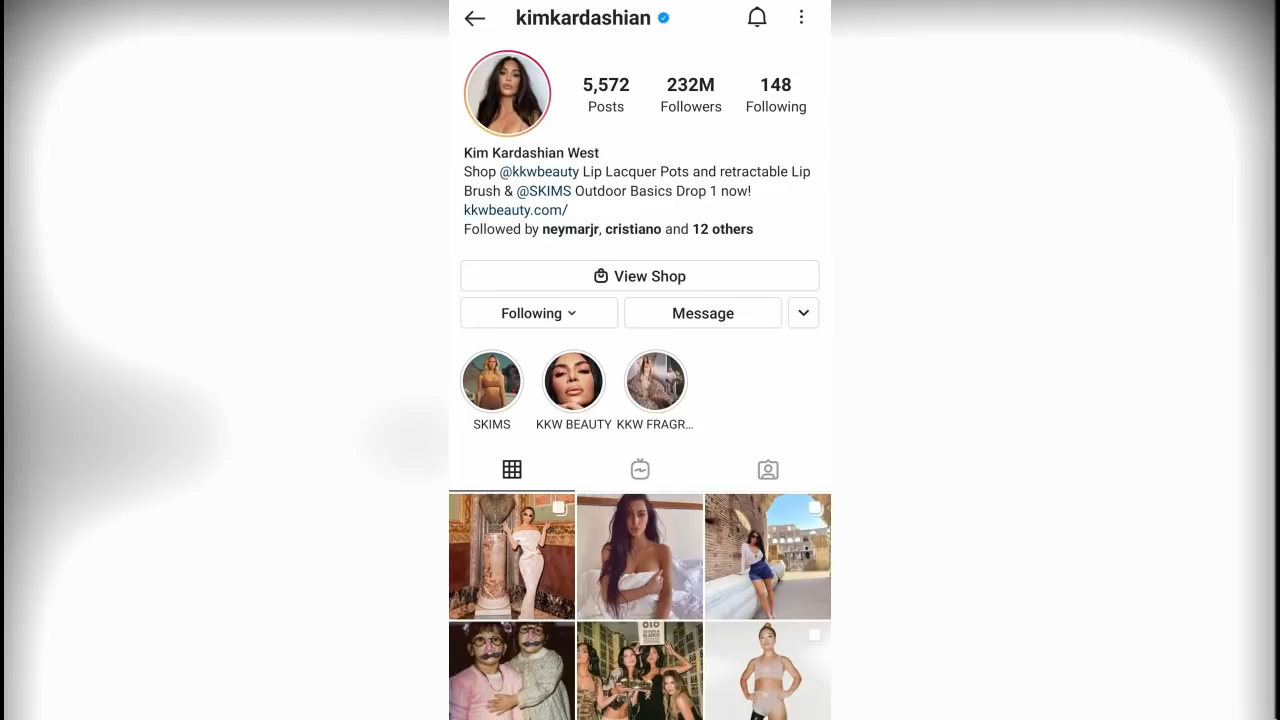 kimkardashian
5,572 232M 148
Posts Followers Following
Kim Kardashian West
Shop @kkwbeauty Lip Lacquer Pots and retractable Lip
Brush & @SKIMS Outdoor Basics Drop 1 now!
kkwbeauty.com/
Followed by neymarjr, cristiano and 12 others
View Shop
Following Message
SKIMS KKW BEAUTY KKW FRAGR...